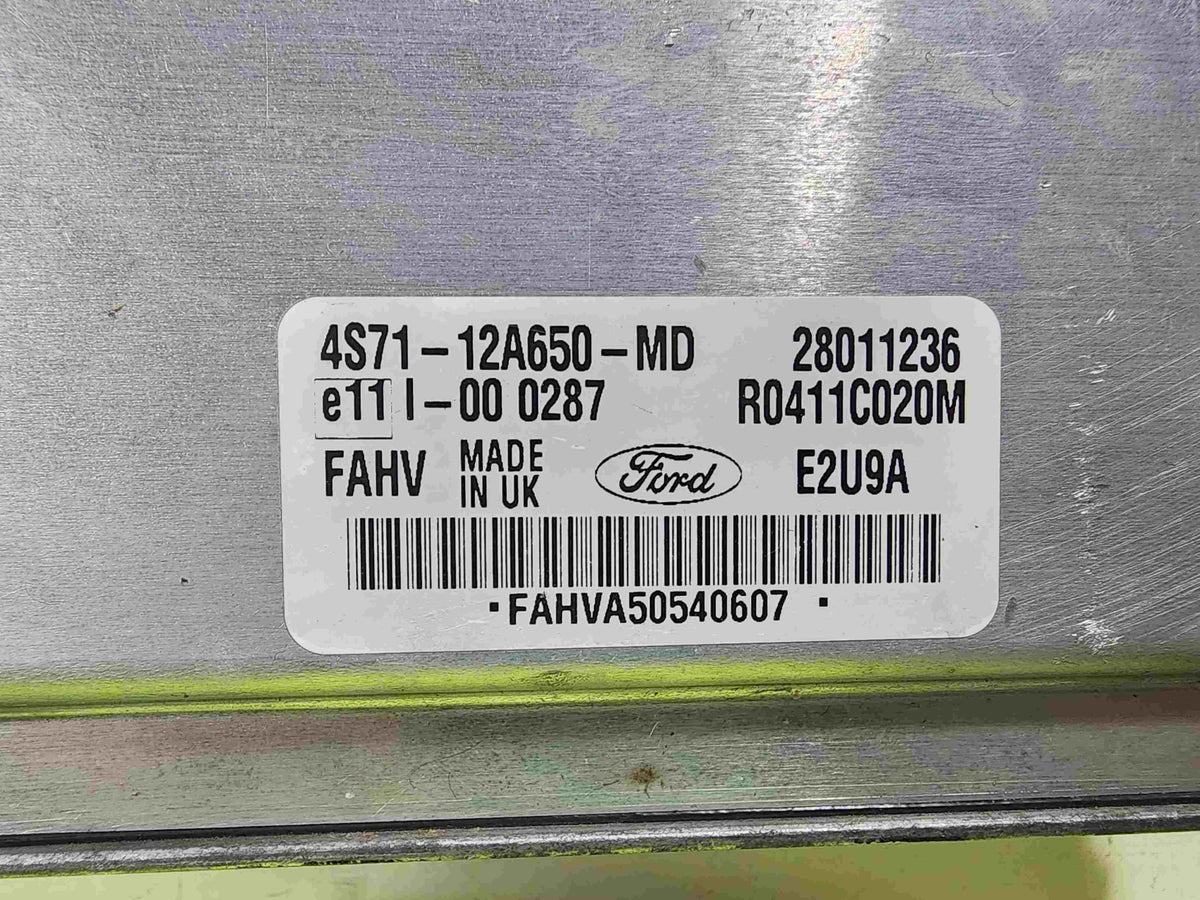 4S71-12A650-MD 28011236
e11 I-00 0287 R0411C020M
FAHV MADE IN UK Ford E2U9A
·FAHVA50540607 ·